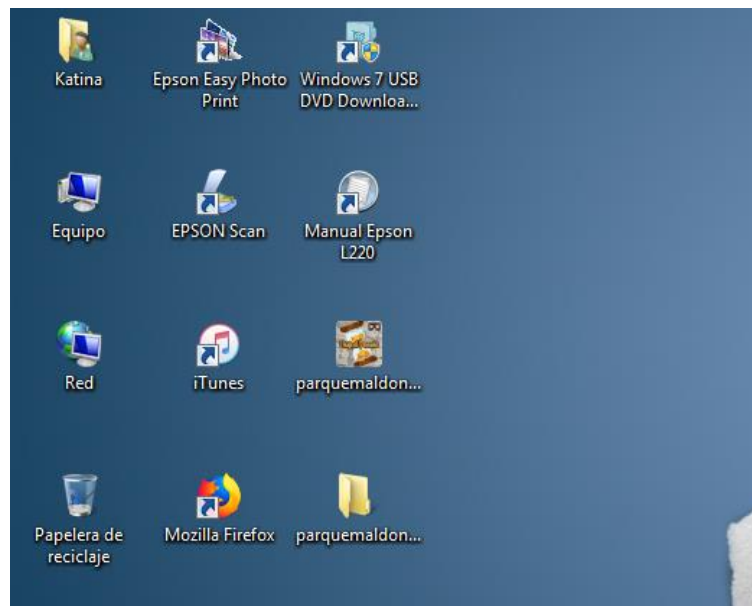 Katina
Epson Easy Photo
Print
Windows 7 USB
DVD Downloa...
Equipo
EPSON Scan
Manual Epson
L220
Red
iTunes
parquemaldon...
Papelera de
reciclaje
Mozilla Firefox
parquemaldon...